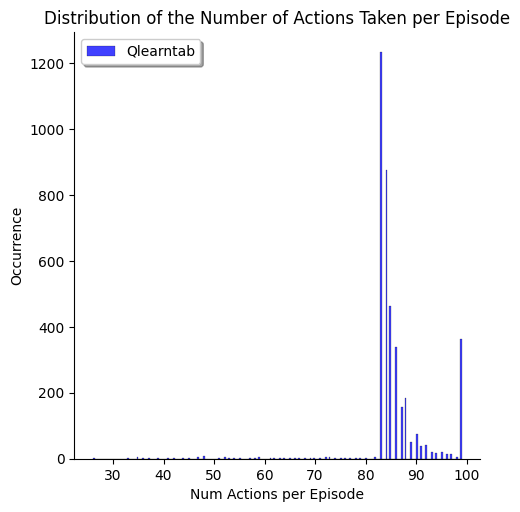 Distribution of the Number of Actions Taken per Episode
Qlearntab
1200
1000
800
600
400
200
0
Occurrence
30 40 50 60 70 80 90 100
Num Actions per Episode